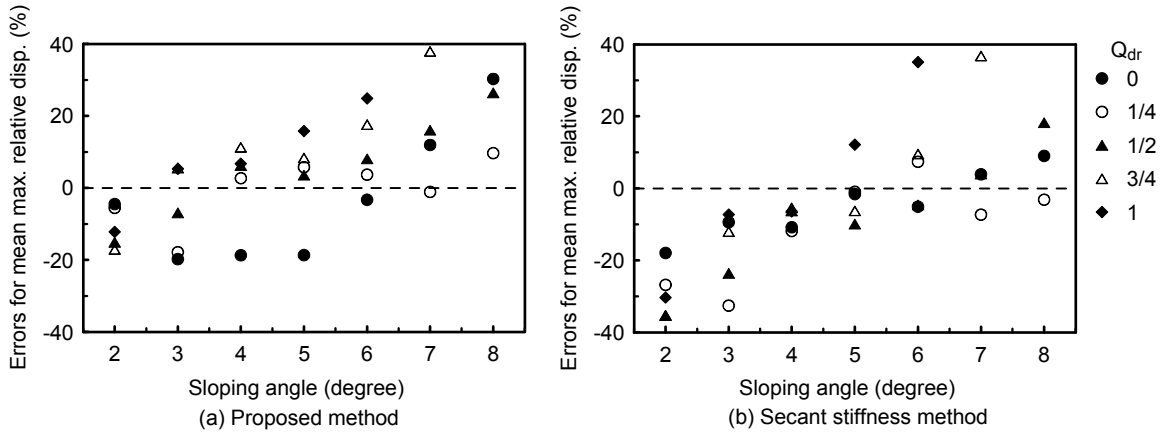 Errors for mean max. relative disp. (%)
40
20
0
-20
-40
2 3 4 5 6 7 8
Sloping angle (degree)
(a) Proposed method
Errors for mean max. relative disp. (%)
40
20
0
-20
-40
2 3 4 5 6 7 8
Sloping angle (degree)
(b) Secant stiffness method
Qdr
0
1/4
1/2
3/4
1